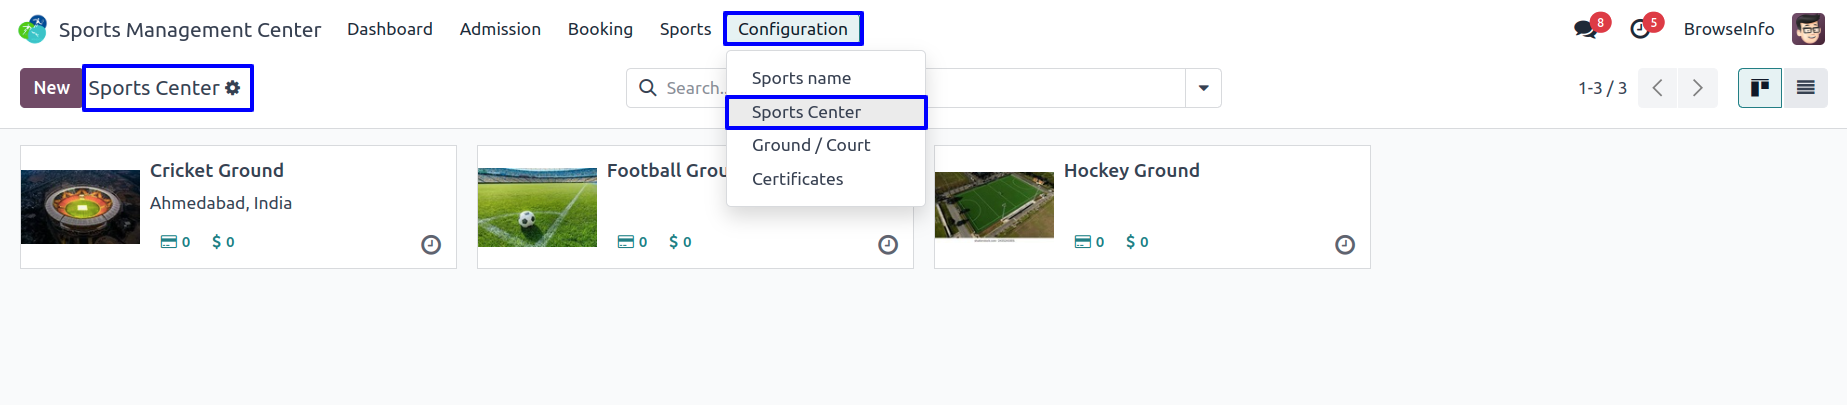 Sports Management Center Dashboard Admission Booking Sports Configuration 8 5 BrowseInfo
New Sports Center Search... 1-3 / 3
Sports name
Sports Center
Ground / Court
Certificates
Cricket Ground
Ahmedabad, India
0 $ 0
Football Grou
0 $ 0
Hockey Ground
0 $ 0